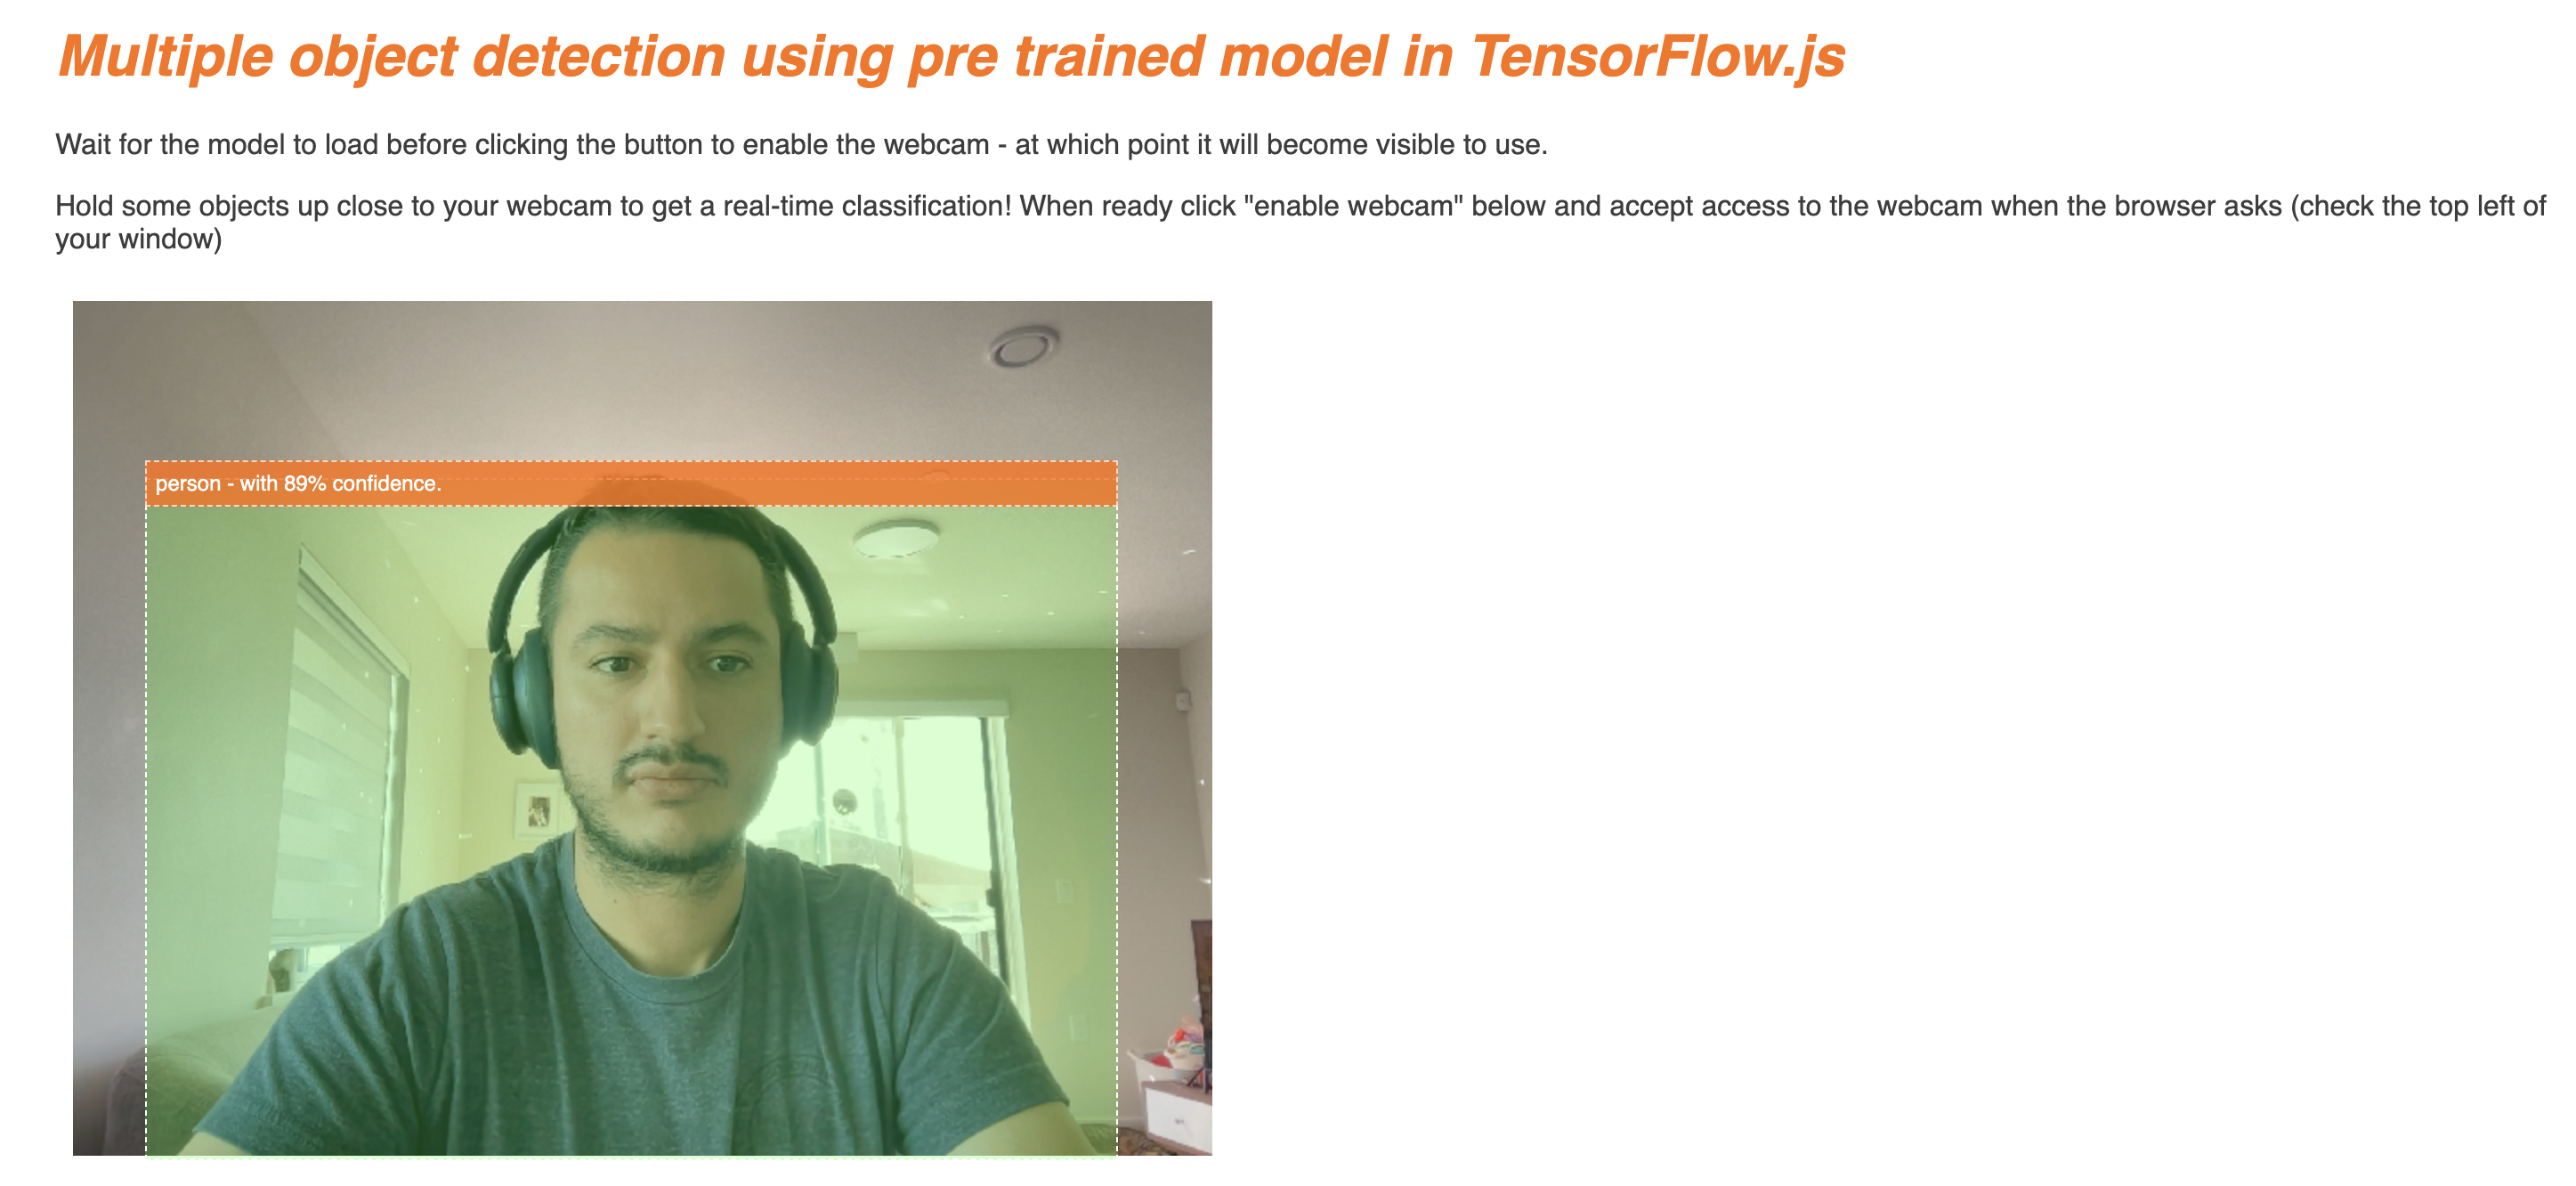 Multiple object detection using pre trained model in TensorFlow.js
Wait for the model to load before clicking the button to enable the webcam - at which point it will become visible to use.
Hold some objects up close to your webcam to get a real-time classification! When ready click "enable webcam" below and accept access to the webcam when the browser asks (check the top left of
your window)
person - with 89% confidence.